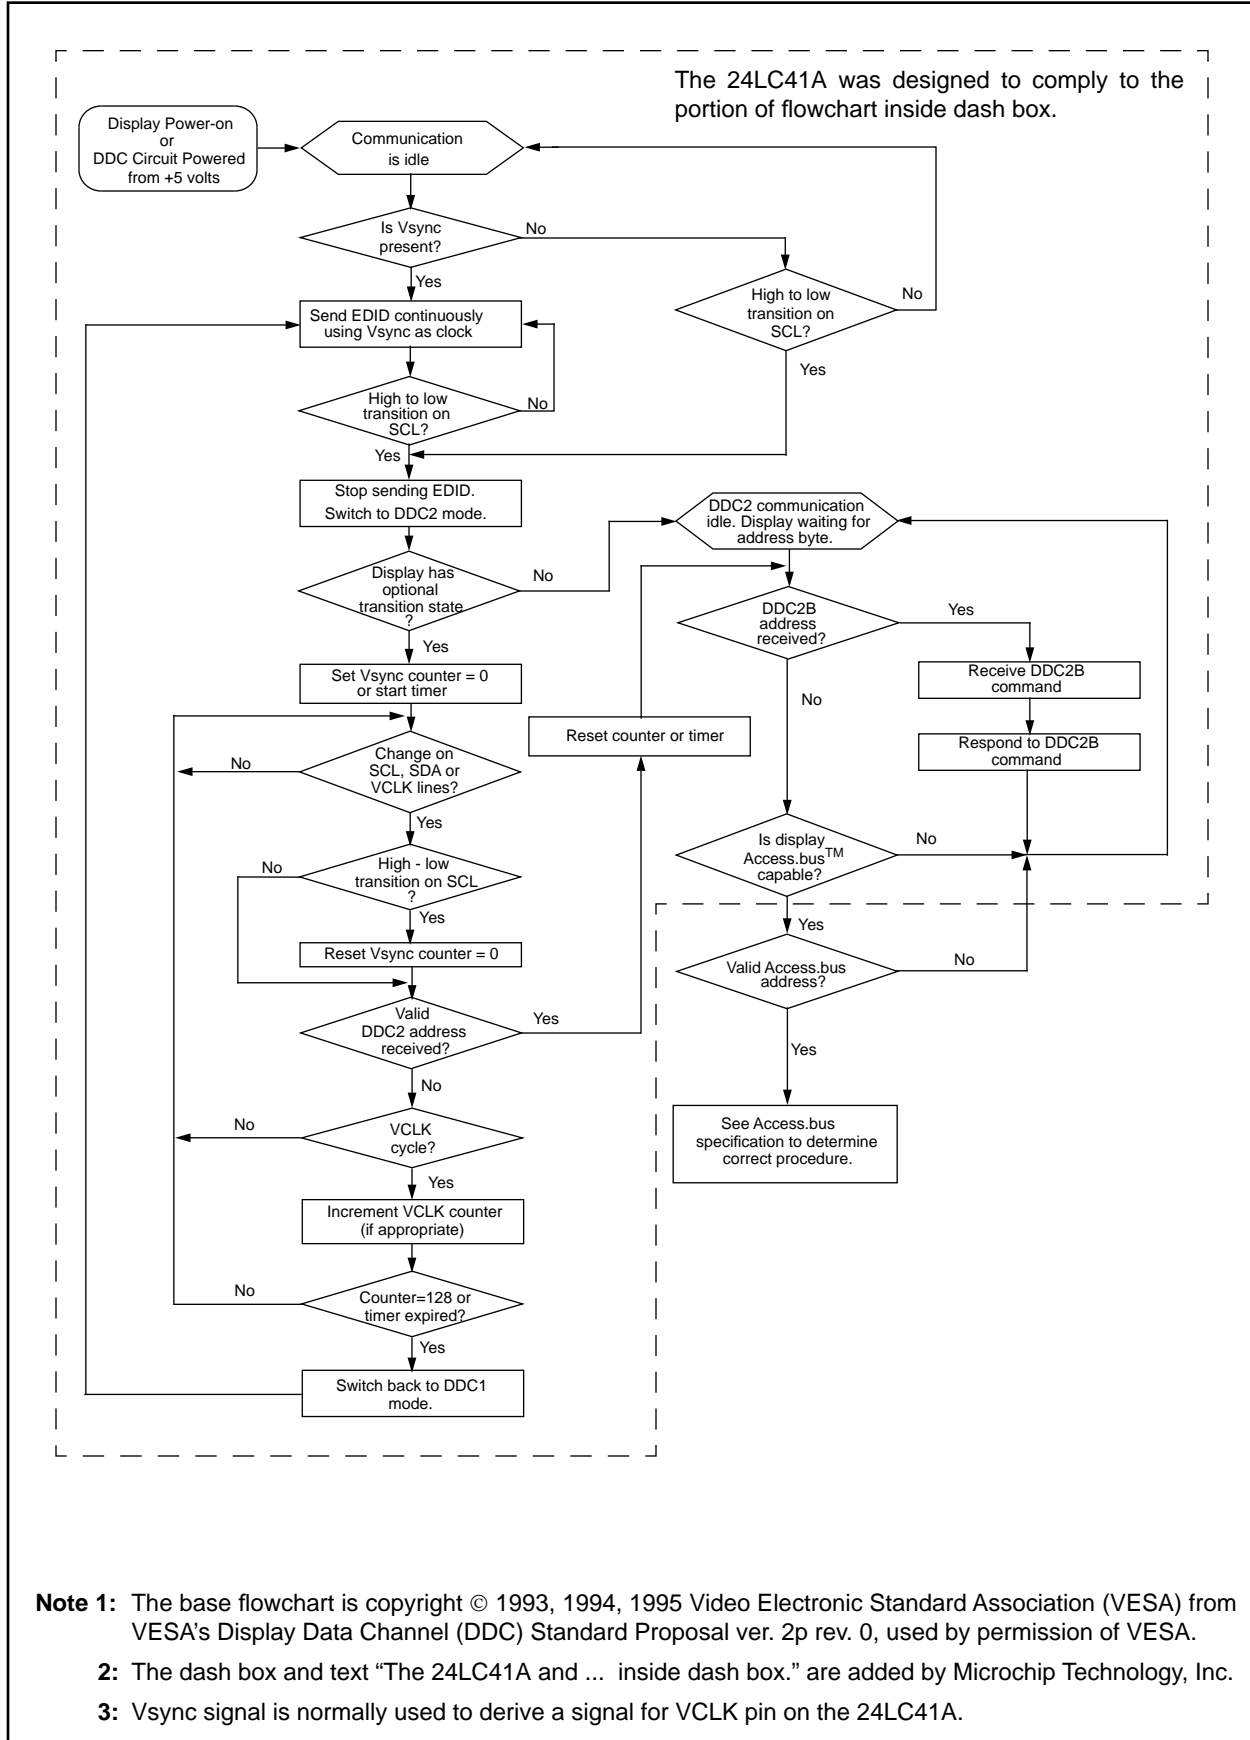 The 24LC41A was designed to comply to the
portion of flowchart inside dash box.
Display Power-on
or
DDC Circuit Powered
from +5 volts
Communication
is idle
Is Vsync
present?
No
Yes
High to low
transition on
SCL?
No
Yes
Send EDID continuously
using Vsync as clock
High to low
transition on
SCL?
No
Yes
Stop sending EDID.
Switch to DDC2 mode.
Display has
optional
transition state
?
No
Yes
Set Vsync counter = 0
or start timer
Change on
SCL, SDA or
VCLK lines?
No
Yes
High - low
transition on SCL
?
No
Yes
Reset Vsync counter = 0
Valid
DDC2 address
received?
Yes
No
VCLK
cycle?
No
Yes
Increment VCLK counter
(if appropriate)
Counter=128 or
timer expired?
No
Yes
Switch back to DDC1
mode.
Reset counter or timer
DDC2 communication
idle. Display waiting for
address byte.
DDC2B
address
received?
Yes
No
Receive DDC2B
command
Respond to DDC2B
command
Is display
Access.bus™
capable?
No
Yes
Valid Access.bus
address?
No
Yes
See Access.bus
specification to determine
correct procedure.
Note 1: The base flowchart is copyright © 1993, 1994, 1995 Video Electronic Standard Association (VESA) from
VESA's Display Data Channel (DDC) Standard Proposal ver. 2p rev. 0, used by permission of VESA.
2: The dash box and text “The 24LC41A and ... inside dash box.” are added by Microchip Technology, Inc.
3: Vsync signal is normally used to derive a signal for VCLK pin on the 24LC41A.